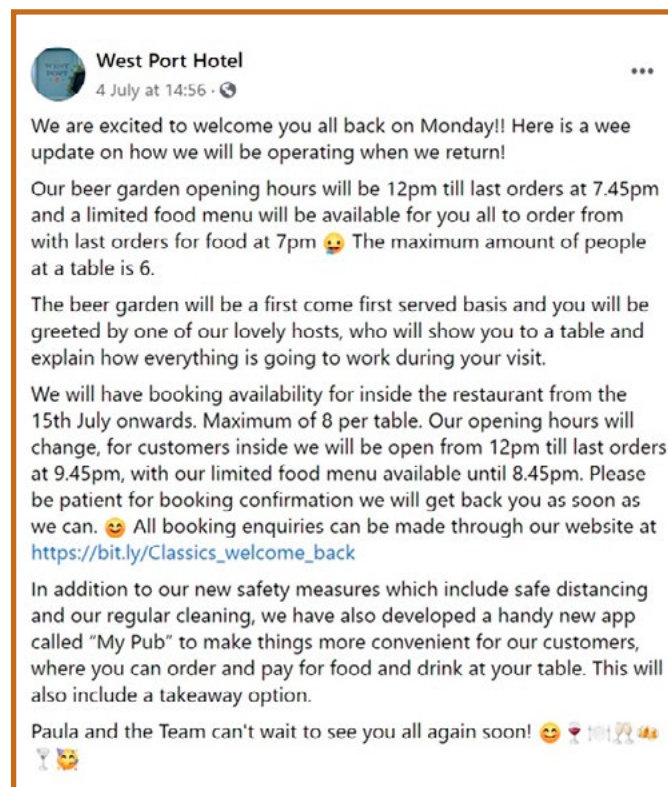 WEST
PORT
West Port Hotel
4 July at 14:56 ·
We are excited to welcome you all back on Monday!! Here is a wee
update on how we will be operating when we return!
Our beer garden opening hours will be 12pm till last orders at 7.45pm
and a limited food menu will be available for you all to order from
with last orders for food at 7pm 😛 The maximum amount of people
at a table is 6.
The beer garden will be a first come first served basis and you will be
greeted by one of our lovely hosts, who will show you to a table and
explain how everything is going to work during your visit.
We will have booking availability for inside the restaurant from the
15th July onwards. Maximum of 8 per table. Our opening hours will
change, for customers inside we will be open from 12pm till last orders
at 9.45pm, with our limited food menu available until 8.45pm. Please
be patient for booking confirmation we will get back you as soon as
we can. 😊 All booking enquiries can be made through our website at
https://bit.ly/Classics_welcome_back
In addition to our new safety measures which include safe distancing
and our regular cleaning, we have also developed a handy new app
called “My Pub” to make things more convenient for our customers,
where you can order and pay for food and drink at your table. This will
also include a takeaway option.
Paula and the Team can't wait to see you all again soon! 😊🍷🍽️🥂🍻
🍸🥳